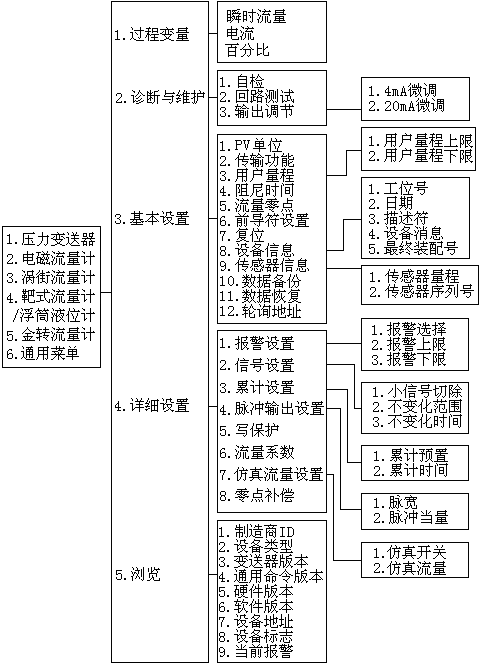 1.压力变送器
2.电磁流量计
3.涡街流量计
4.靶式流量计
/浮筒液位计
5.金转流量计
6.通用菜单
1.过程变量
瞬时流量
电流
百分比
2.诊断与维护
1.自检
2.回路测试
3.输出调节
1.4mA微调
2.20mA微调
3.基本设置
1.PV单位
2.传输功能
3.用户量程
4.阻尼时间
5.流量零点
6.前导符设置
7.复位
8.设备信息
9.传感器信息
10.数据备份
11.数据恢复
12.轮询地址
1.用户量程上限
2.用户量程下限
1.工位号
2.日期
3.描述符
4.设备消息
5.最终装配号
1.传感器量程
2.传感器序列号
4.详细设置
1.报警设置
2.信号设置
3.累计设置
4.脉冲输出设置
5.写保护
6.流量系数
7.仿真流量设置
8.零点补偿
1.报警选择
2.报警上限
3.报警下限
1.小信号切除
2.不变化范围
3.不变化时间
1.累计预置
2.累计时间
1.脉宽
2.脉冲当量
1.仿真开关
2.仿真流量
5.浏览
1.制造商ID
2.设备类型
3.变送器版本
4.通用命令版本
5.硬件版本
6.软件版本
7.设备地址
8.设备标志
9.当前报警